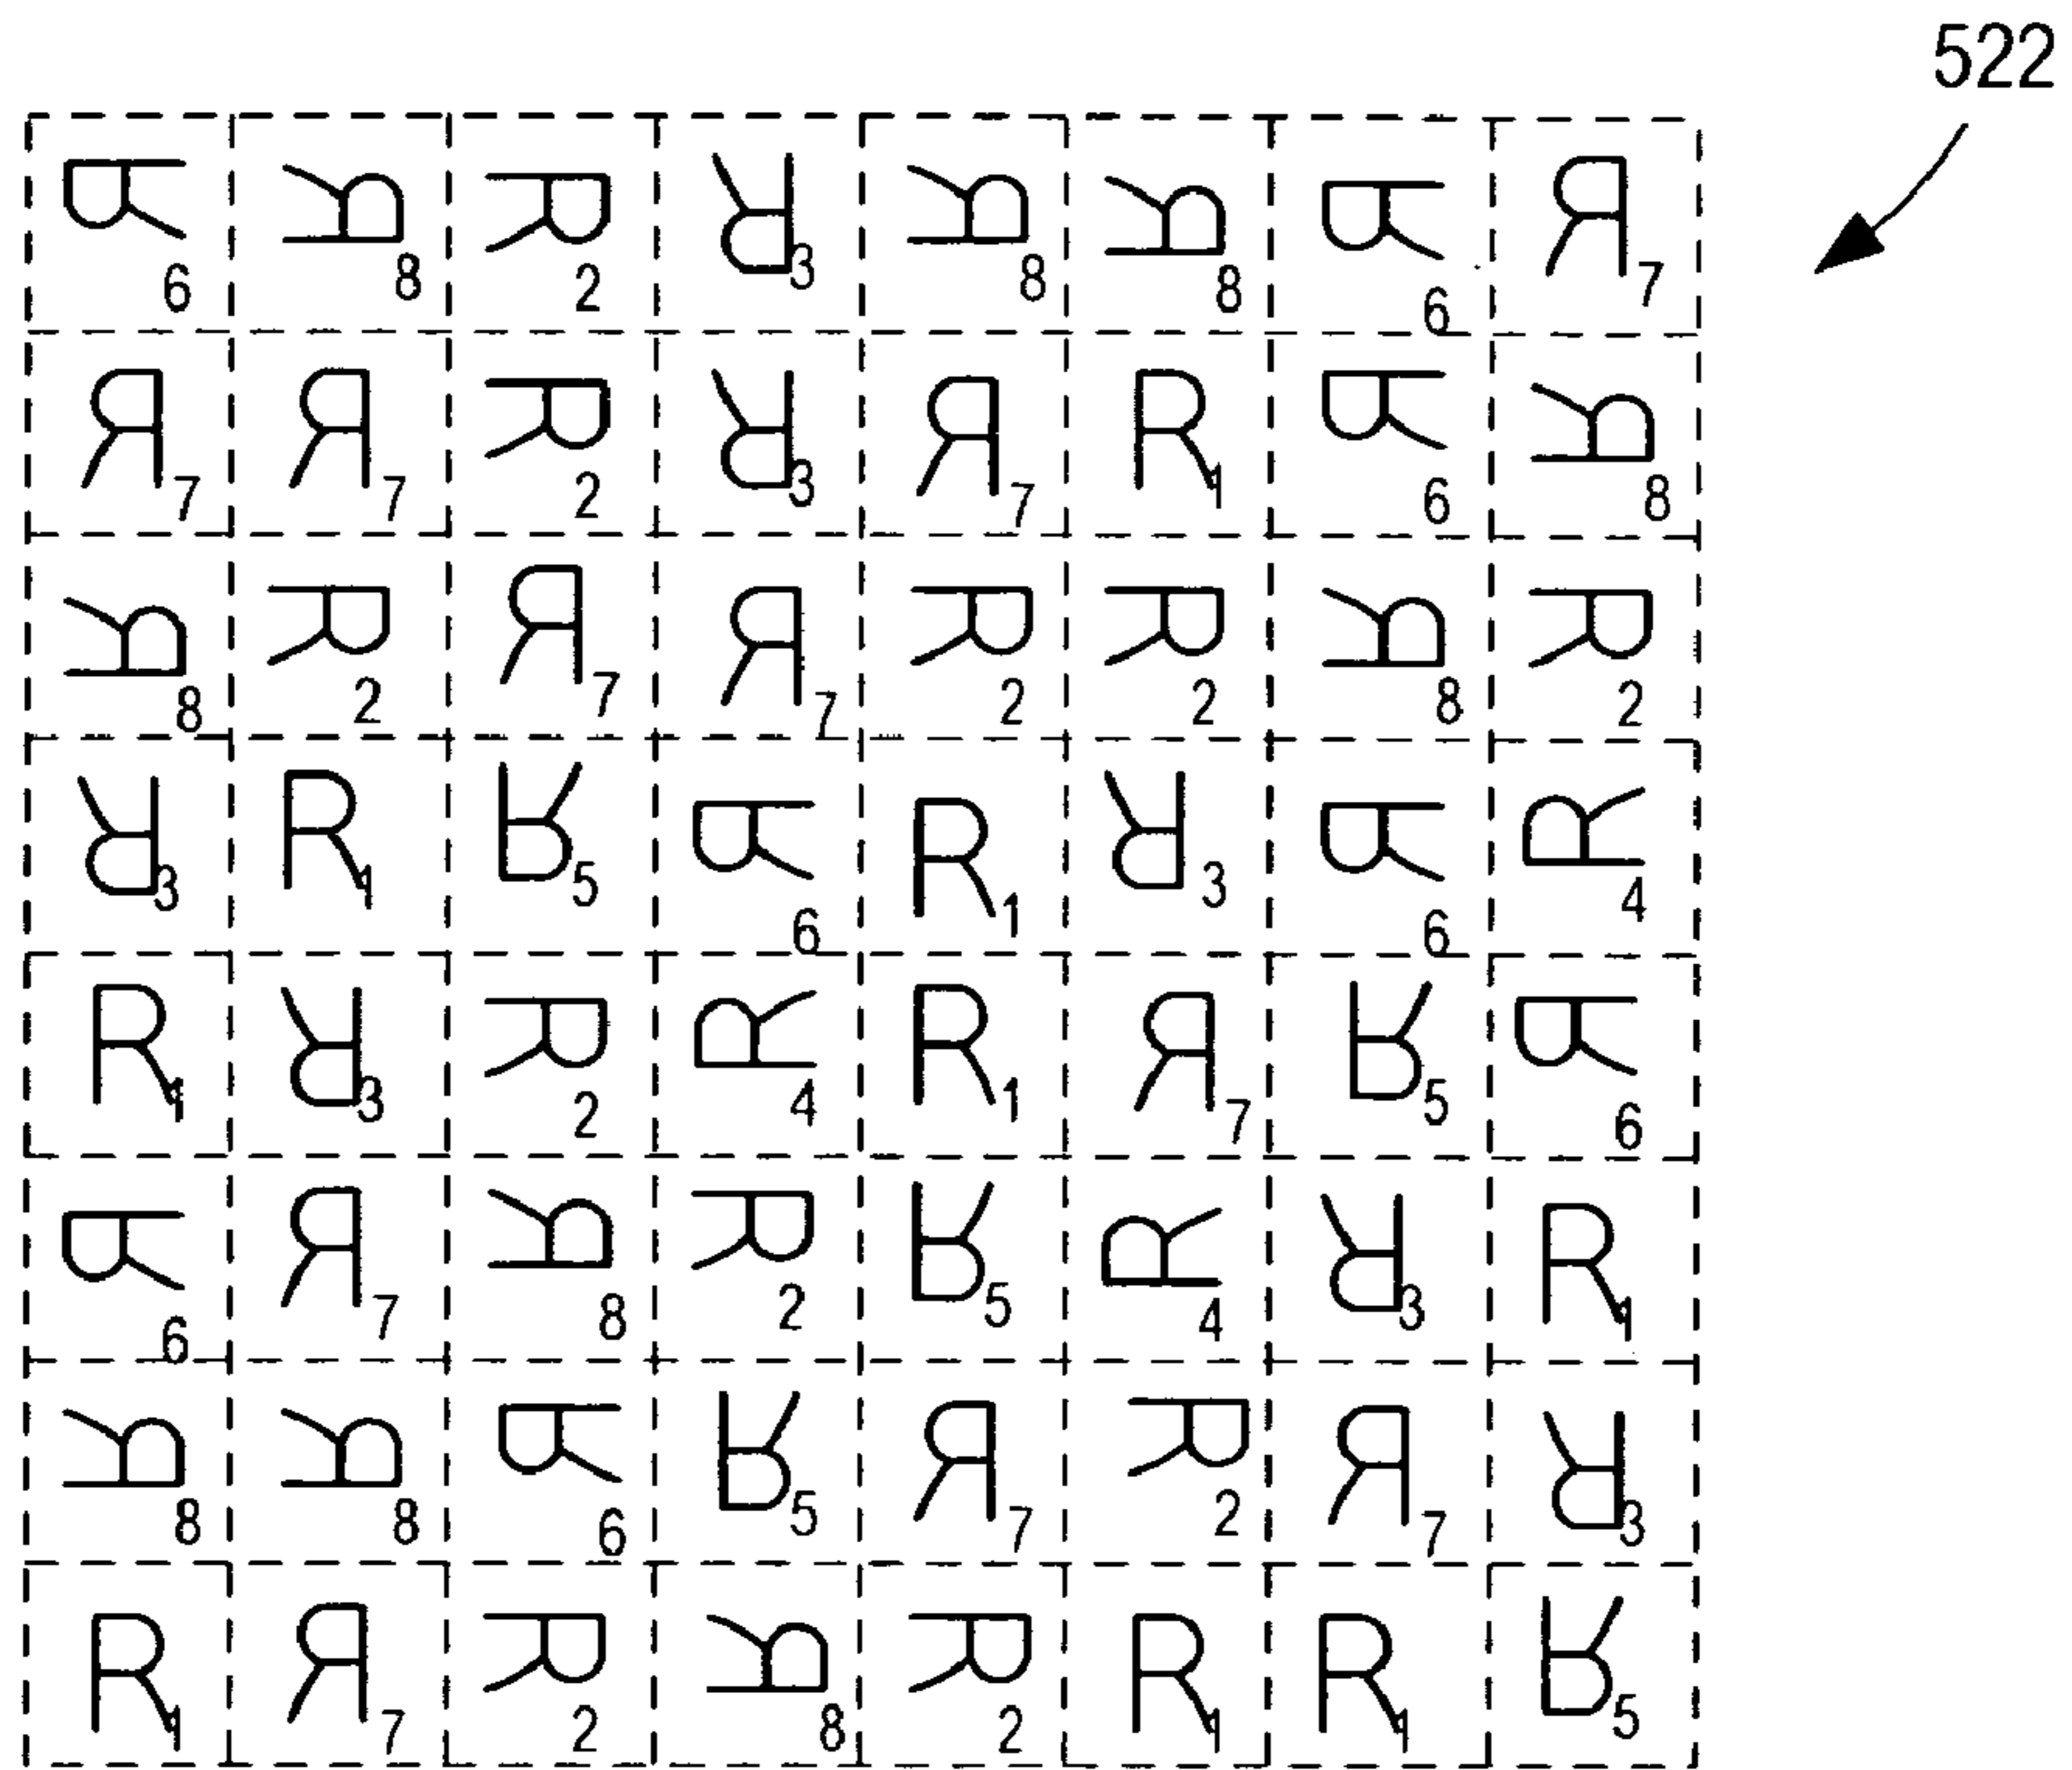 522
R6 R8 R2 R3 R8 R8 R6 R7
R7 R7 R2 R3 R7 R1 R6 R8
R8 R2 R7 R7 R2 R2 R8 R2
R3 R1 R5 R6 R1 R3 R6 R4
R1 R3 R2 R4 R1 R7 R5 R6
R6 R7 R8 R2 R5 R4 R3 R1
R8 R8 R6 R5 R7 R2 R7 R3
R1 R7 R2 R8 R2 R1 R1 R5